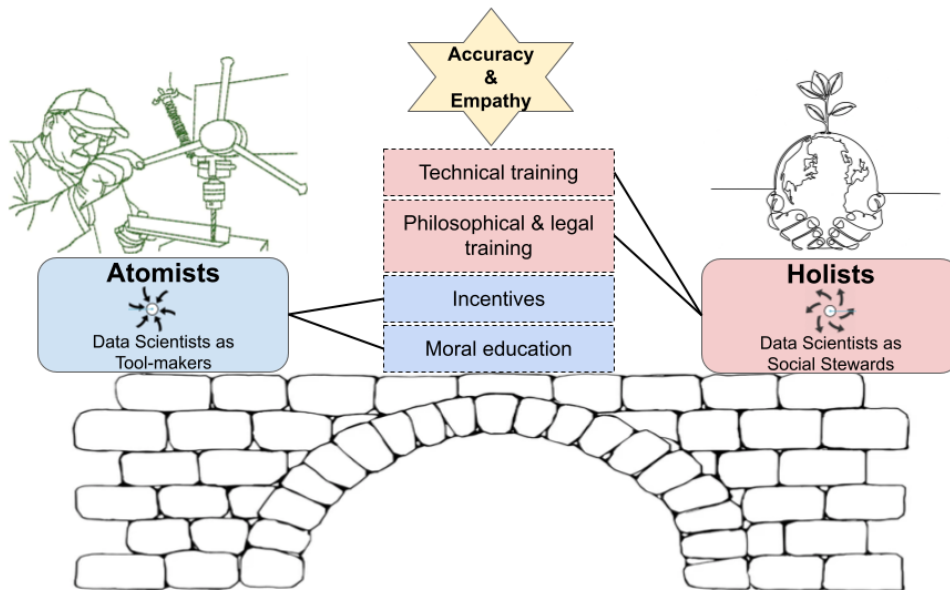 Accuracy
&
Empathy
Technical training
Philosophical & legal
training
Atomists
Data Scientists as
Tool-makers
Incentives
Moral education
Holists
Data Scientists as
Social Stewards